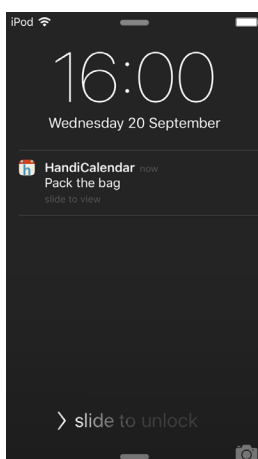 iPod
16:00
Wednesday 20 September
h
HandiCalendar now
Pack the bag
slide to view
> slide to unlock